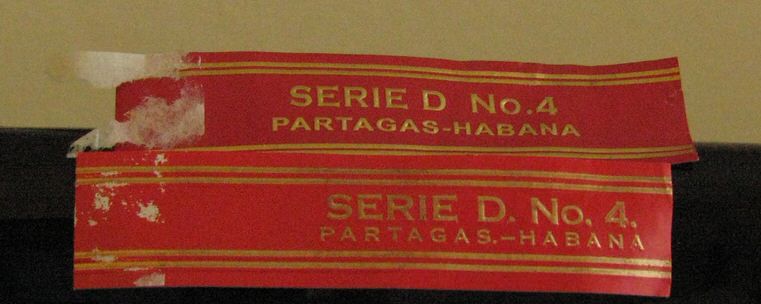 SERIE D No.4
PARTAGAS-HABANA
SERIE D. No. 4.
PARTAGAS.-HABANA